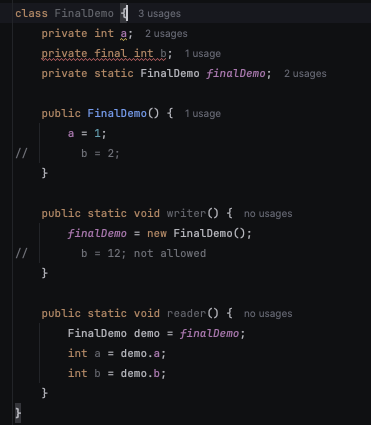 class FinalDemo { 3 usages
private int a; 2 usages
private final int b; 1 usage
private static FinalDemo finalDemo; 2 usages
public FinalDemo() { 1 usage
a = 1;
// b = 2;
}
public static void writer() { no usages
finalDemo = new FinalDemo();
// b = 12; not allowed
}
public static void reader() { no usages
FinalDemo demo = finalDemo;
int a = demo.a;
int b = demo.b;
}
}